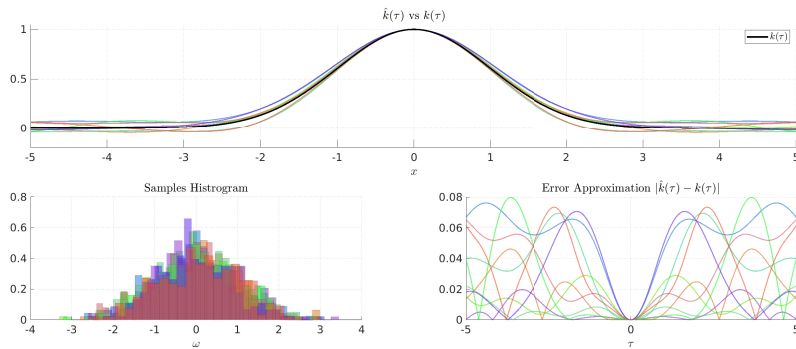 k̂(τ) vs k(τ)
1
0.5
0
k(τ)
-5 -4 -3 -2 -1 0 1 2 3 4 5
x
Samples Histrogram
0.8
0.6
0.4
0.2
0
-4 -3 -2 -1 0 1 2 3 4
ω
Error Approximation |k̂(τ) − k(τ)|
0.08
0.06
0.04
0.02
0
-5 0 5
τ